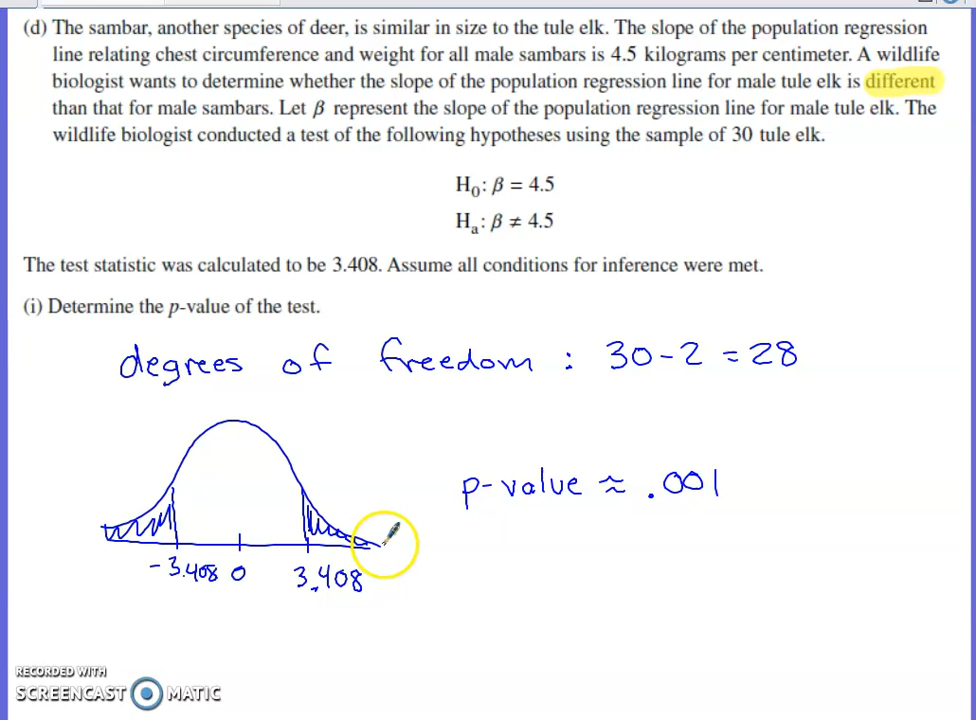 (d) The sambar, another species of deer, is similar in size to the tule elk. The slope of the population regression
line relating chest circumference and weight for all male sambars is 4.5 kilograms per centimeter. A wildlife
biologist wants to determine whether the slope of the population regression line for male tule elk is different
than that for male sambars. Let β represent the slope of the population regression line for male tule elk. The
wildlife biologist conducted a test of the following hypotheses using the sample of 30 tule elk.
H₀: β = 4.5
Hₐ: β ≠ 4.5
The test statistic was calculated to be 3.408. Assume all conditions for inference were met.
(i) Determine the p-value of the test.
degrees of freedom : 30-2 = 28
p-value ≈ .001
-3.408 0 3.408
RECORDED WITH
SCREENCAST MATIC